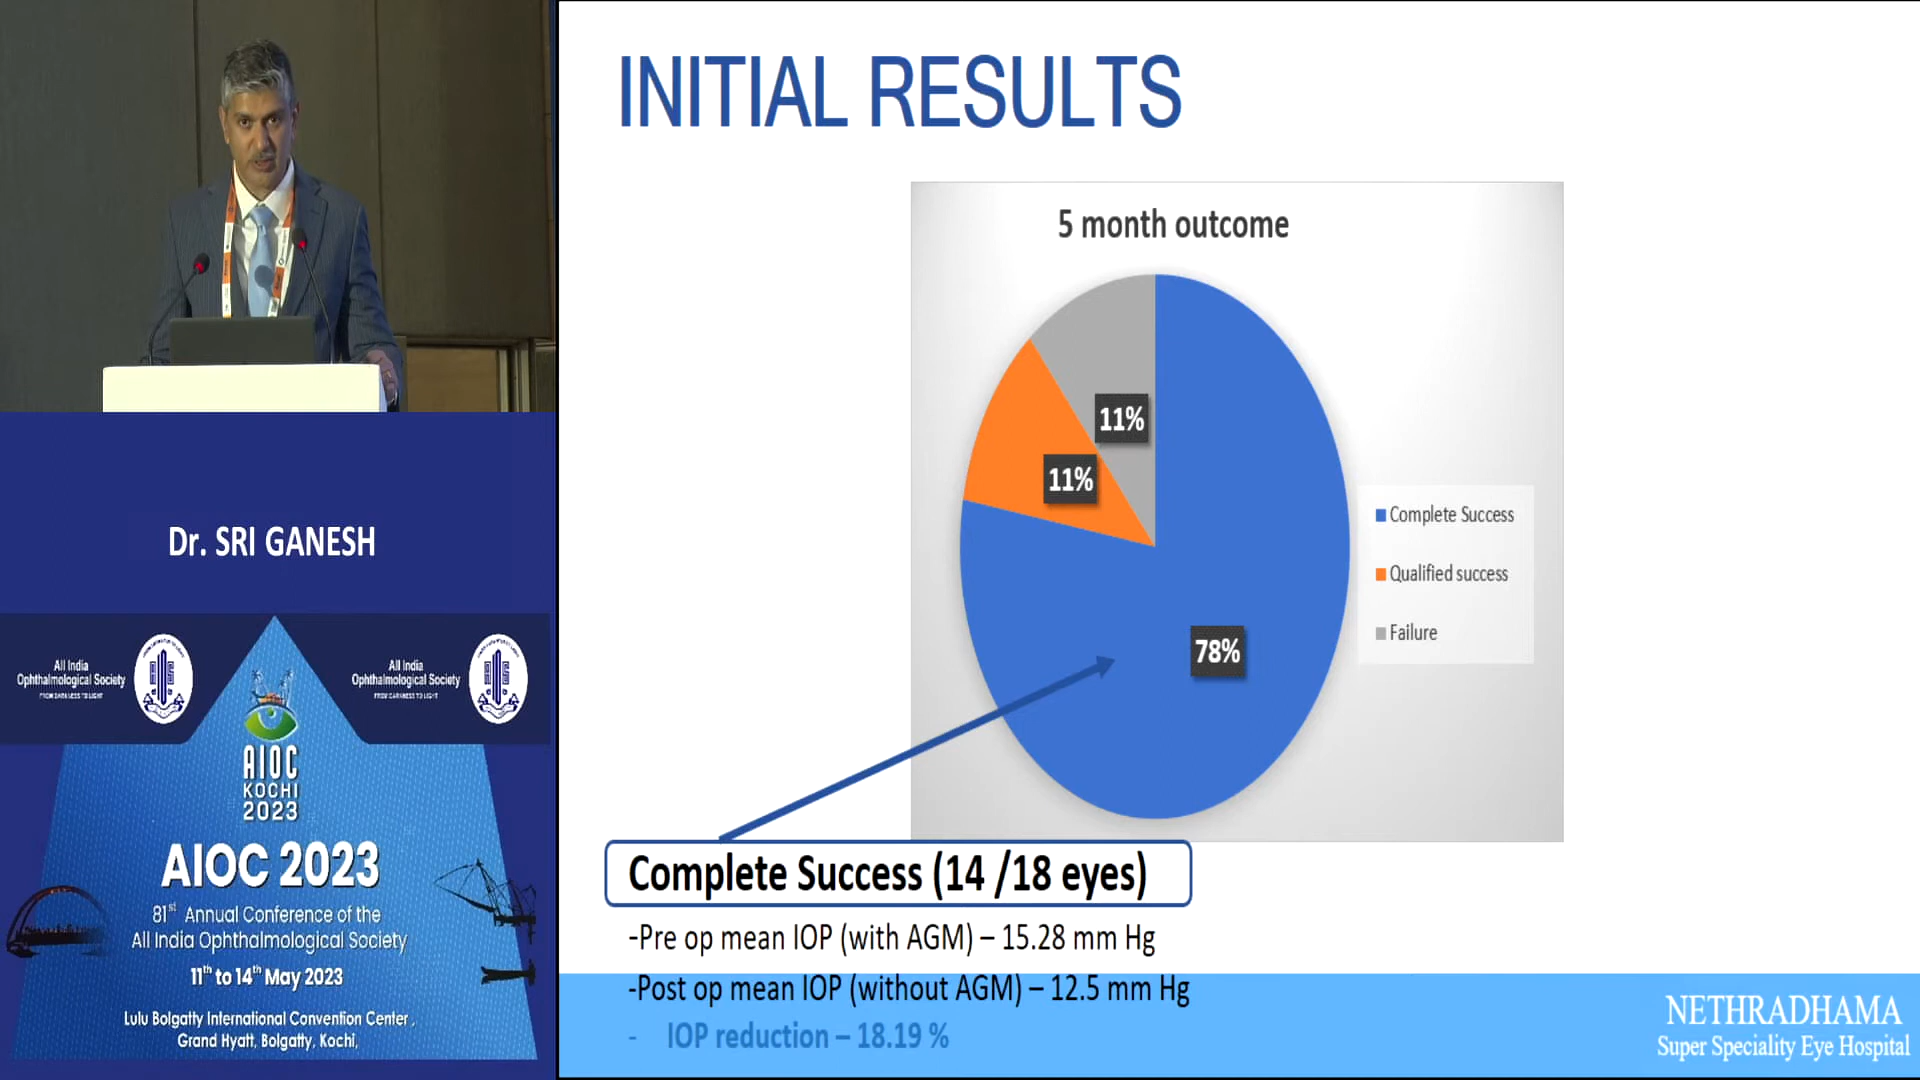 INITIAL RESULTS
5 month outcome
11%
11%
78%
Complete Success
Qualified success
Failure
Complete Success (14 /18 eyes)
-Pre op mean IOP (with AGM) – 15.28 mm Hg
-Post op mean IOP (without AGM) – 12.5 mm Hg
- IOP reduction – 18.19 %
NETHRADHAMA
Super Speciality Eye Hospital
Dr. SRI GANESH
All India
Ophthalmological Society
FROM DARKNESS TO LIGHT
All India
Ophthalmological Society
FROM DARKNESS TO LIGHT
AIOC
KOCHI
2023
AIOC 2023
81st Annual Conference of the
All India Ophthalmological Society
11th to 14th May 2023
Lulu Bolgatty International Convention Center ,
Grand Hyatt, Bolgatty, Kochi,